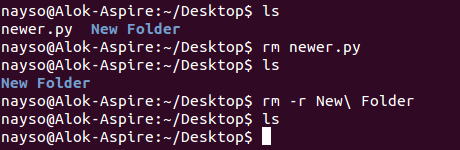 nayso@Alok-Aspire:~/Desktop$ ls
newer.py  New Folder
nayso@Alok-Aspire:~/Desktop$ rm newer.py
nayso@Alok-Aspire:~/Desktop$ ls
New Folder
nayso@Alok-Aspire:~/Desktop$ rm -r New\ Folder
nayso@Alok-Aspire:~/Desktop$ ls
nayso@Alok-Aspire:~/Desktop$